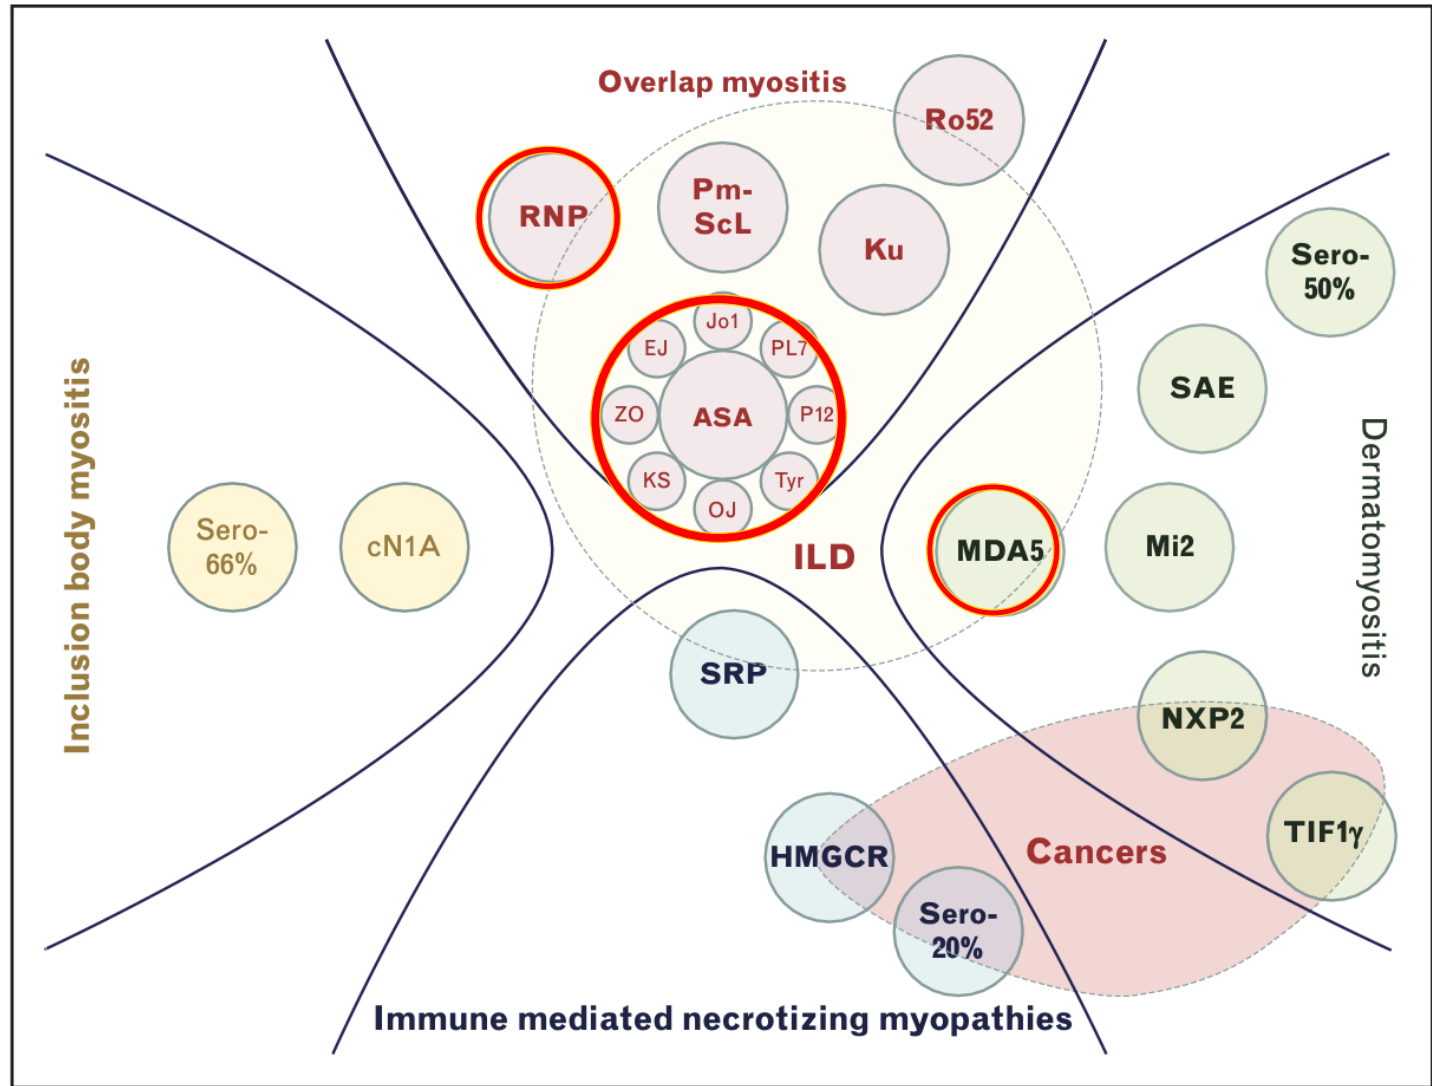 Overlap myositis
Ro52
RNP
Pm-
ScL
Ku
Jo1
EJ
PL7
ZO
ASA
P12
KS
Tyr
OJ
ILD
Inclusion body myositis
Sero-
66%
cN1A
Sero-
50%
SAE
MDA5
Mi2
Dermatomyositis
NXP2
TIF1γ
Cancers
SRP
HMGCR
Sero-
20%
Immune mediated necrotizing myopathies